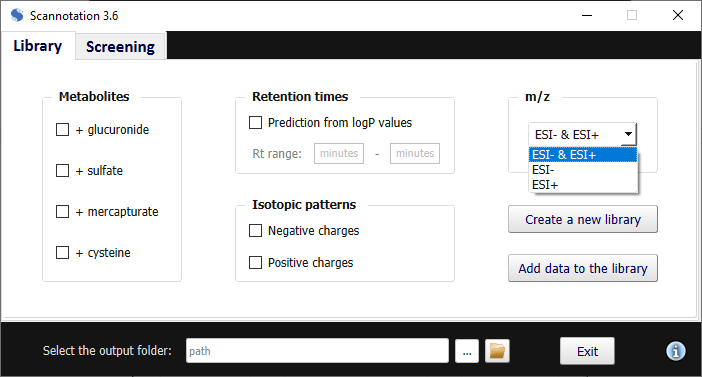 Scannotation 3.6
Library
Screening
Metabolites
+ glucuronide
+ sulfate
+ mercapturate
+ cysteine
Retention times
Prediction from logP values
Rt range: minutes - minutes
Isotopic patterns
Negative charges
Positive charges
m/z
ESI- & ESI+
ESI- & ESI+
ESI-
ESI+
Create a new library
Add data to the library
Select the output folder: path ... Exit i